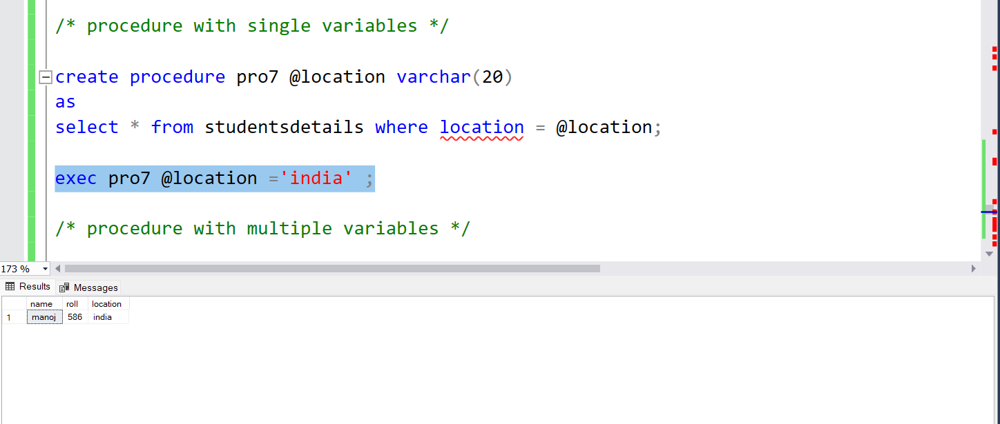 /* procedure with single variables */
create procedure pro7 @location varchar(20)
as
select * from studentsdetails where location = @location;
exec pro7 @location ='india' ;
/* procedure with multiple variables */
173 %
Results Messages
name roll location
1 manoj 586 india